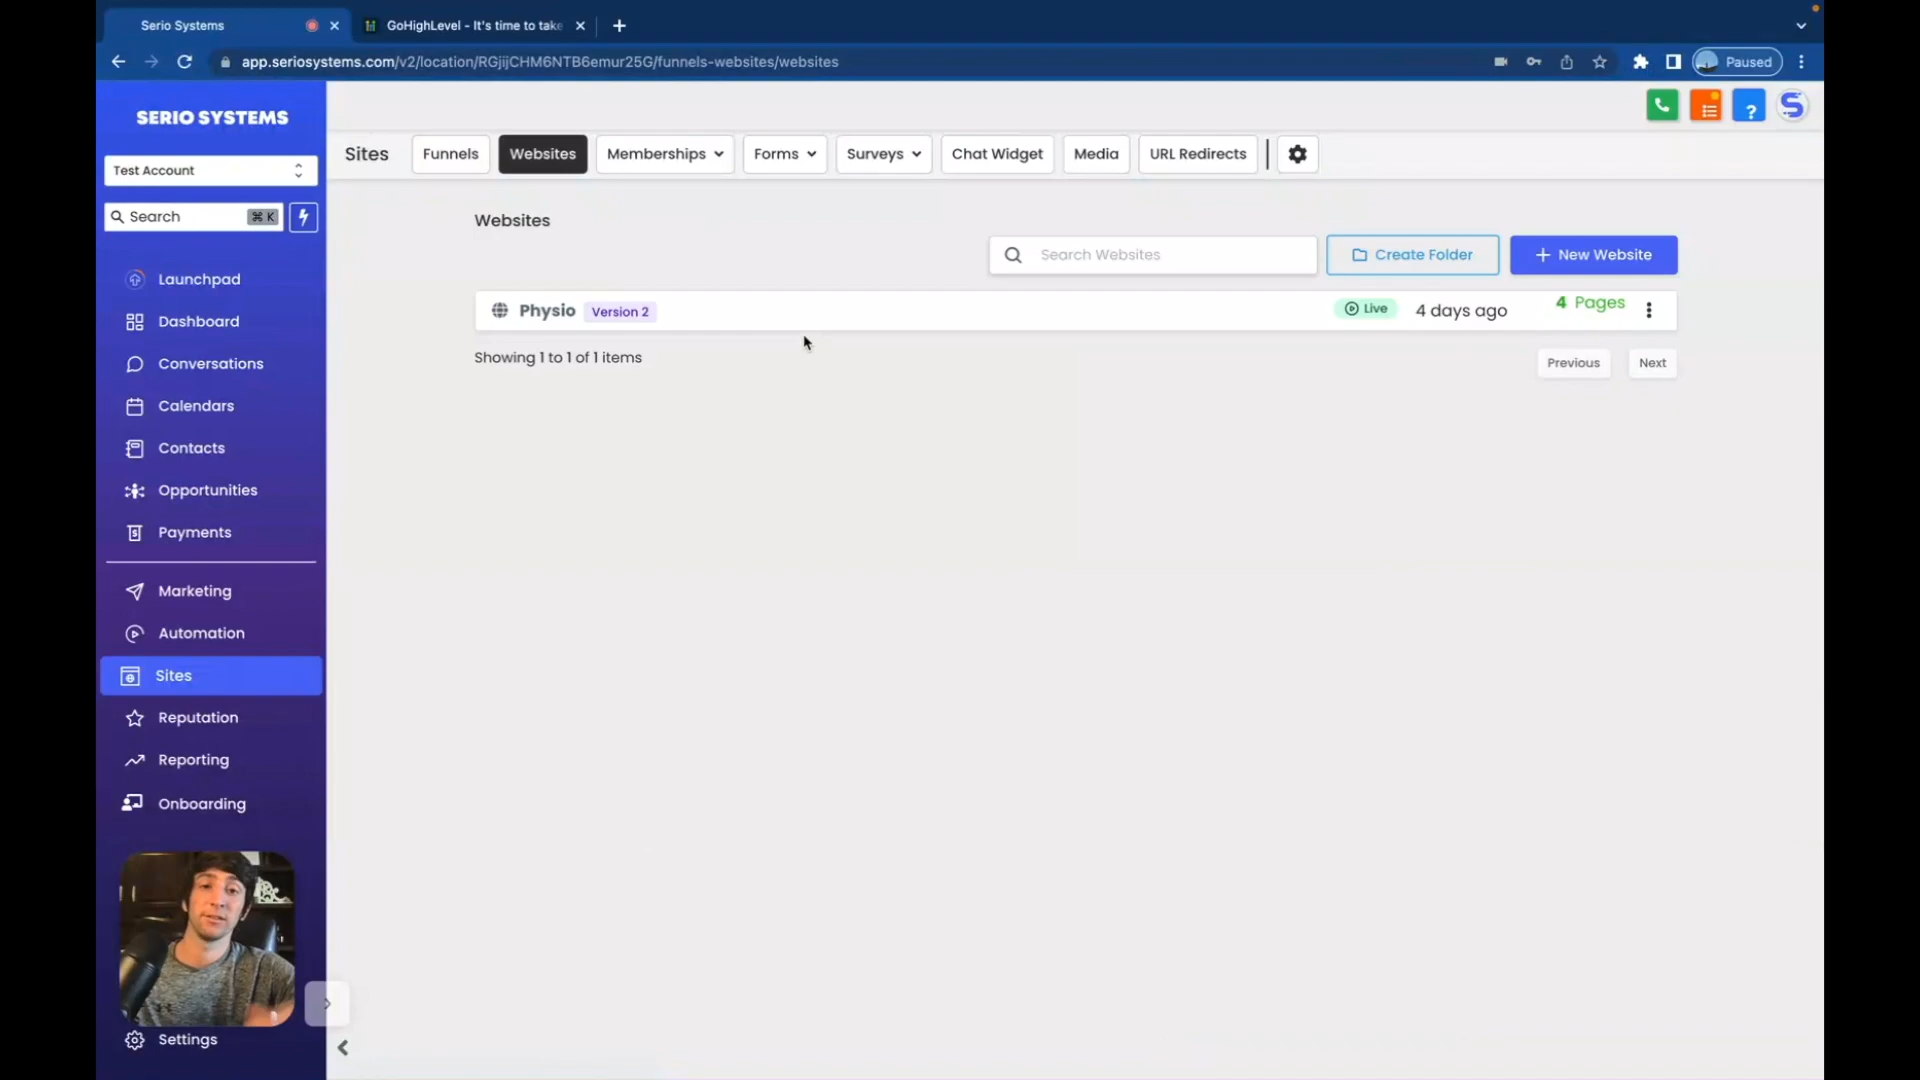 Serio Systems
GoHighLevel - It's time to take
app.seriosystems.com/v2/location/RGjijCHM6NTB6emur25G/funnels-websites/websites
Paused
SERIO SYSTEMS
Test Account
Search ⌘ K
Launchpad
Dashboard
Conversations
Calendars
Contacts
Opportunities
Payments
Marketing
Automation
Sites
Reputation
Reporting
Onboarding
Settings
Sites
Funnels
Websites
Memberships
Forms
Surveys
Chat Widget
Media
URL Redirects
Websites
Search Websites
Create Folder
+ New Website
Physio Version 2 Live 4 days ago 4 Pages
Showing 1 to 1 of 1 items
Previous
Next